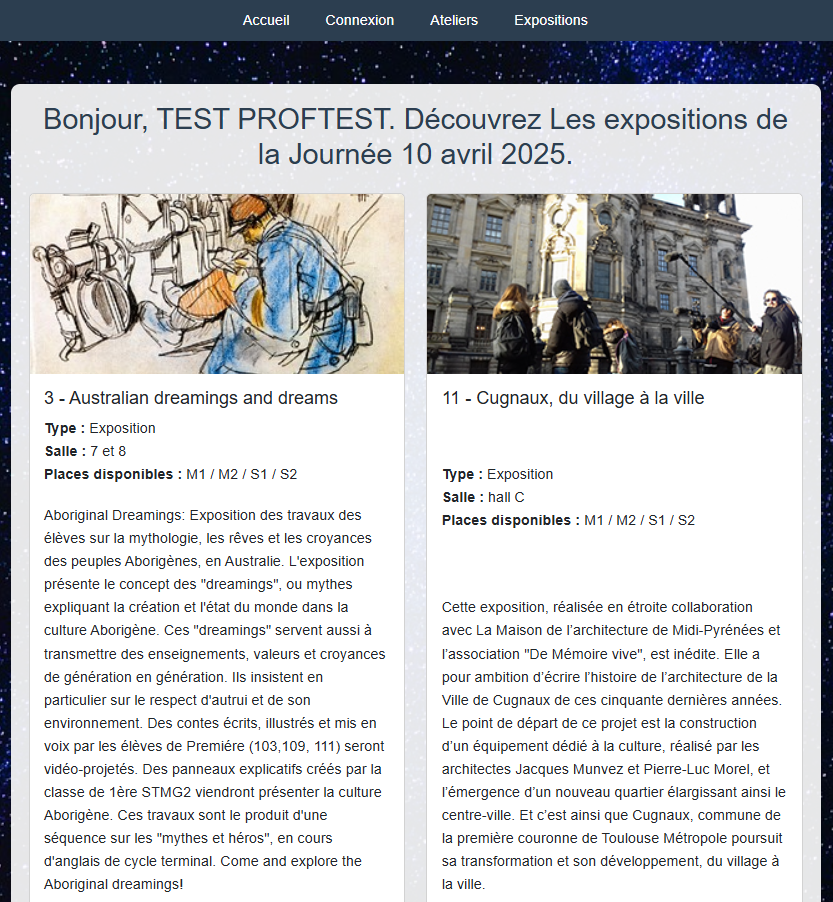 Accueil Connexion Ateliers Expositions
Bonjour, TEST PROFTEST. Découvrez Les expositions de
la Journée 10 avril 2025.
3 - Australian dreamings and dreams
Type : Exposition
Salle : 7 et 8
Places disponibles : M1 / M2 / S1 / S2
Aboriginal Dreamings: Exposition des travaux des
élèves sur la mythologie, les rêves et les croyances
des peuples Aborigènes, en Australie. L'exposition
présente le concept des "dreamings", ou mythes
expliquant la création et l'état du monde dans la
culture Aborigène. Ces "dreamings" servent aussi à
transmettre des enseignements, valeurs et croyances
de génération en génération. Ils insistent en
particulier sur le respect d'autrui et de son
environnement. Des contes écrits, illustrés et mis en
voix par les élèves de Premiére (103,109, 111) seront
vidéo-projetés. Des panneaux explicatifs créés par la
classe de 1ère STMG2 viendront présenter la culture
Aborigène. Ces travaux sont le produit d'une
séquence sur les "mythes et héros", en cours
d'anglais de cycle terminal. Come and explore the
Aboriginal dreamings!
11 - Cugnaux, du village à la ville
Type : Exposition
Salle : hall C
Places disponibles : M1 / M2 / S1 / S2
Cette exposition, réalisée en étroite collaboration
avec La Maison de l’architecture de Midi-Pyrénées et
l’association "De Mémoire vive", est inédite. Elle a
pour ambition d’écrire l’histoire de l’architecture de la
Ville de Cugnaux de ces cinquante dernières années.
Le point de départ de ce projet est la construction
d’un équipement dédié à la culture, réalisé par les
architectes Jacques Munvez et Pierre-Luc Morel, et
l’émergence d’un nouveau quartier élargissant ainsi le
centre-ville. Et c’est ainsi que Cugnaux, commune de
la première couronne de Toulouse Métropole poursuit
sa transformation et son développement, du village à
la ville.